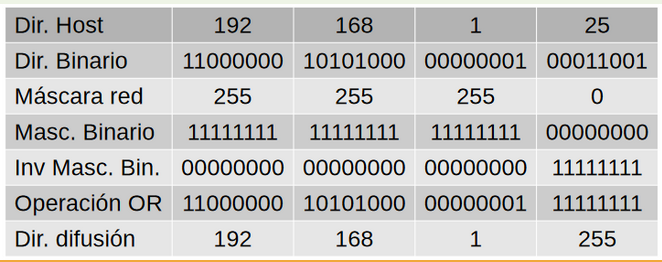 Dir. Host 192 168 1 25
Dir. Binario 11000000 10101000 00000001 00011001
Máscara red 255 255 255 0
Masc. Binario 11111111 11111111 11111111 00000000
Inv Masc. Bin. 00000000 00000000 00000000 11111111
Operación OR 11000000 10101000 00000001 11111111
Dir. difusión 192 168 1 255